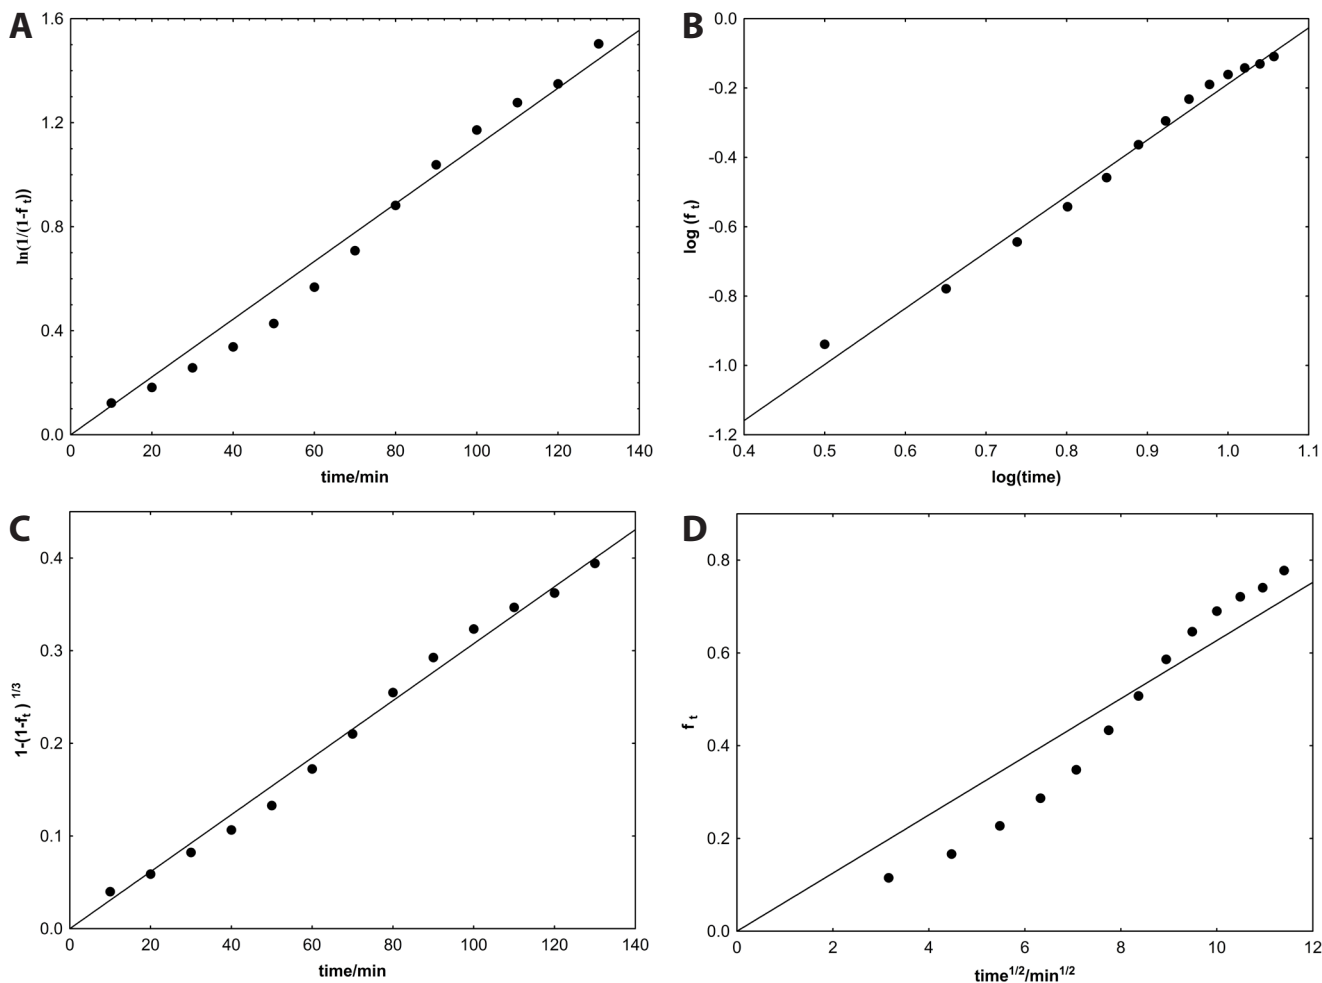 A
1.6
1.2
0.8
0.4
0.0
ln(1/(1-f t))
0 20 40 60 80 100 120 140
time/min
B
0.0
-0.2
-0.4
-0.6
-0.8
-1.0
-1.2
log (f t)
0.4 0.5 0.6 0.7 0.8 0.9 1.0 1.1
log(time)
C
0.4
0.3
0.2
0.1
0.0
1-(1-ft) 1/3
0 20 40 60 80 100 120 140
time/min
D
0.8
0.6
0.4
0.2
0.0
f t
0 2 4 6 8 10 12
time1/2/min1/2